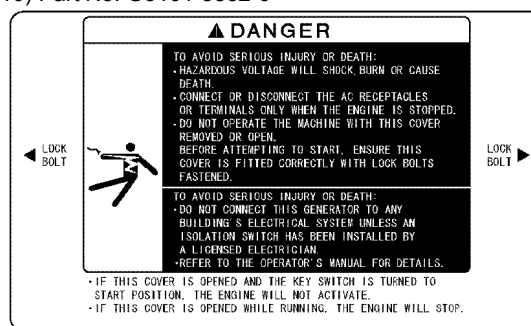 ⚠ DANGER
TO AVOID SERIOUS INJURY OR DEATH:
• HAZARDOUS VOLTAGE WILL SHOCK, BURN OR CAUSE
DEATH.
• CONNECT OR DISCONNECT THE AC RECEPTACLES
OR TERMINALS ONLY WHEN THE ENGINE IS STOPPED.
• DO NOT OPERATE THE MACHINE WITH THIS COVER
REMOVED OR OPEN.
BEFORE ATTEMPTING TO START, ENSURE THIS
COVER IS FITTED CORRECTLY WITH LOCK BOLTS
FASTENED.
◀ LOCK
BOLT
LOCK ▶
BOLT
TO AVOID SERIOUS INJURY OR DEATH:
• DO NOT CONNECT THIS GENERATOR TO ANY
BUILDING'S ELECTRICAL SYSTEM UNLESS AN
ISOLATION SWITCH HAS BEEN INSTALLED BY
A LICENSED ELECTRICIAN.
• REFER TO THE OPERATOR'S MANUAL FOR DETAILS.
• IF THIS COVER IS OPENED AND THE KEY SWITCH IS TURNED TO
START POSITION, THE ENGINE WILL NOT ACTIVATE.
• IF THIS COVER IS OPENED WHILE RUNNING, THE ENGINE WILL STOP.